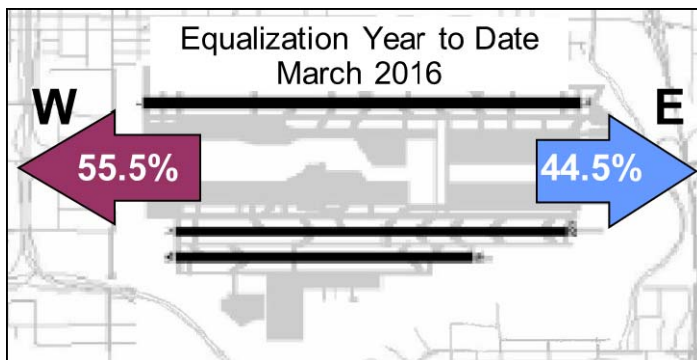 Equalization Year to Date
March 2016
W
E
55.5%
44.5%